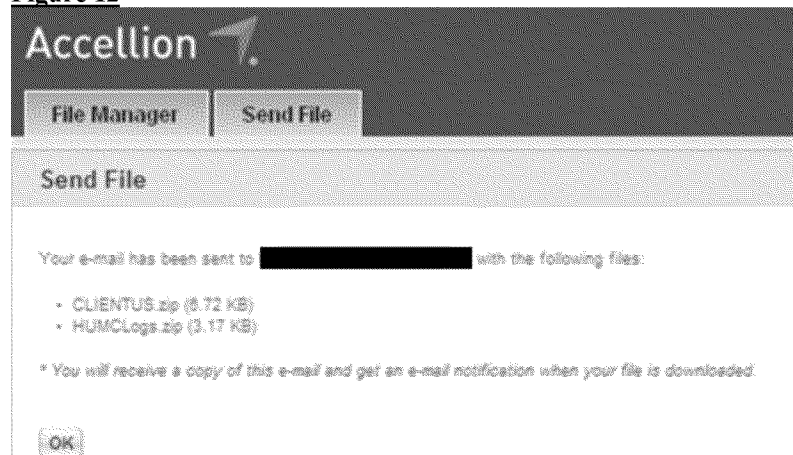 Accellion
File Manager Send File
Send File
Your e-mail has been sent to with the following files:
CLIENTUS.zip (6.72 KB)
HUMCLogs.zip (3.17 KB)
* You will receive a copy of this e-mail and get an e-mail notification when your file is downloaded.
OK